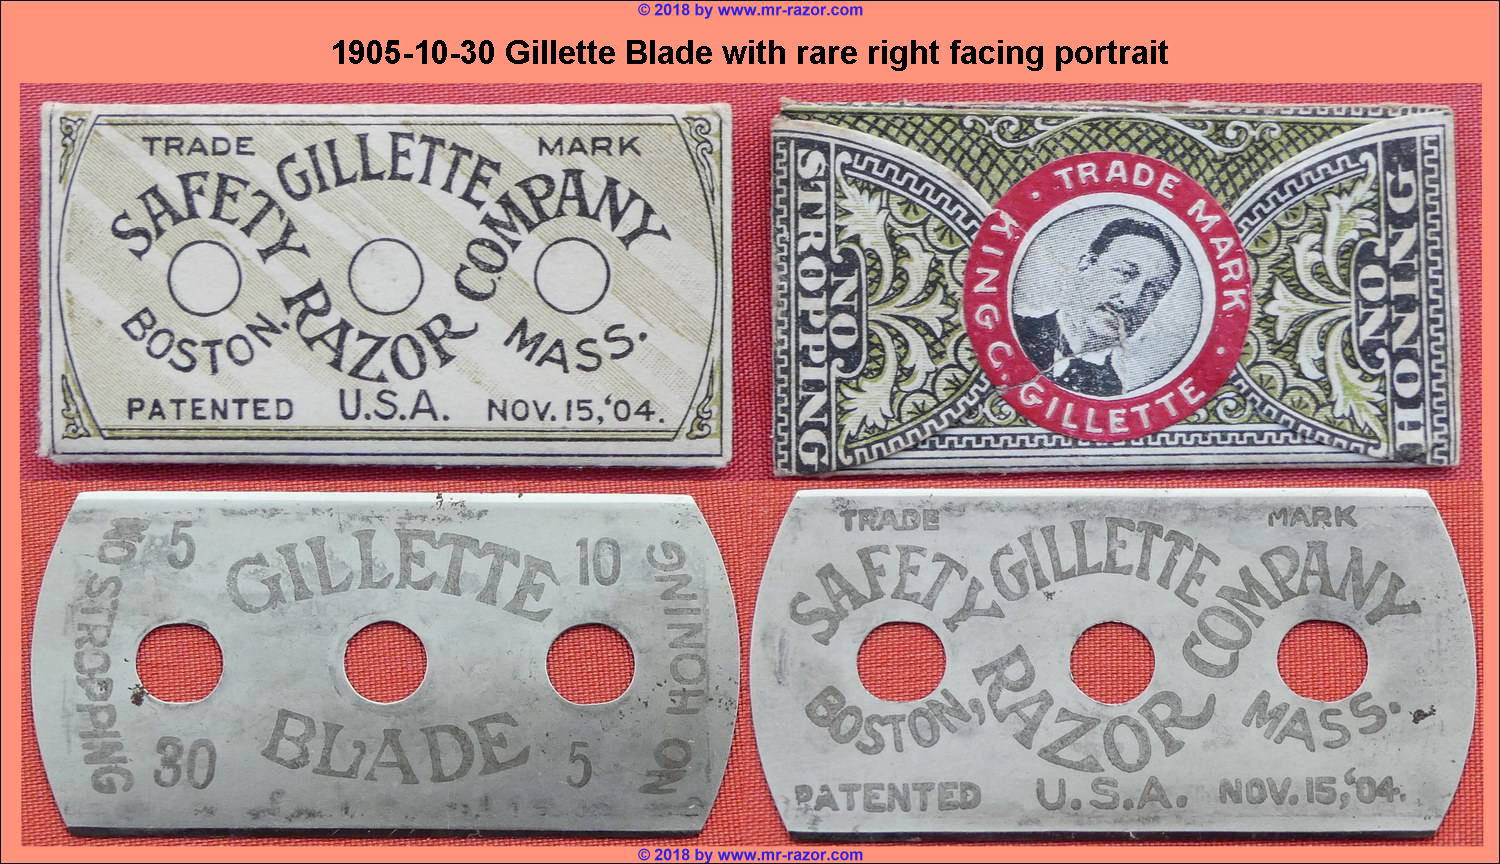 © 2018 by www.mr-razor.com
1905-10-30 Gillette Blade with rare right facing portrait
TRADE MARK
GILLETTE
SAFETY RAZOR COMPANY
BOSTON. MASS.
PATENTED U.S.A. NOV. 15, '04.
NO STROPPING
· TRADE MARK ·
KING C. GILLETTE
NO HONING
NO STROPPING
5 GILLETTE 10
BLADE
30 5
NO HONING
TRADE MARK
GILLETTE
SAFETY RAZOR COMPANY
BOSTON, MASS.
PATENTED U.S.A. NOV. 15, '04.
© 2018 by www.mr-razor.com